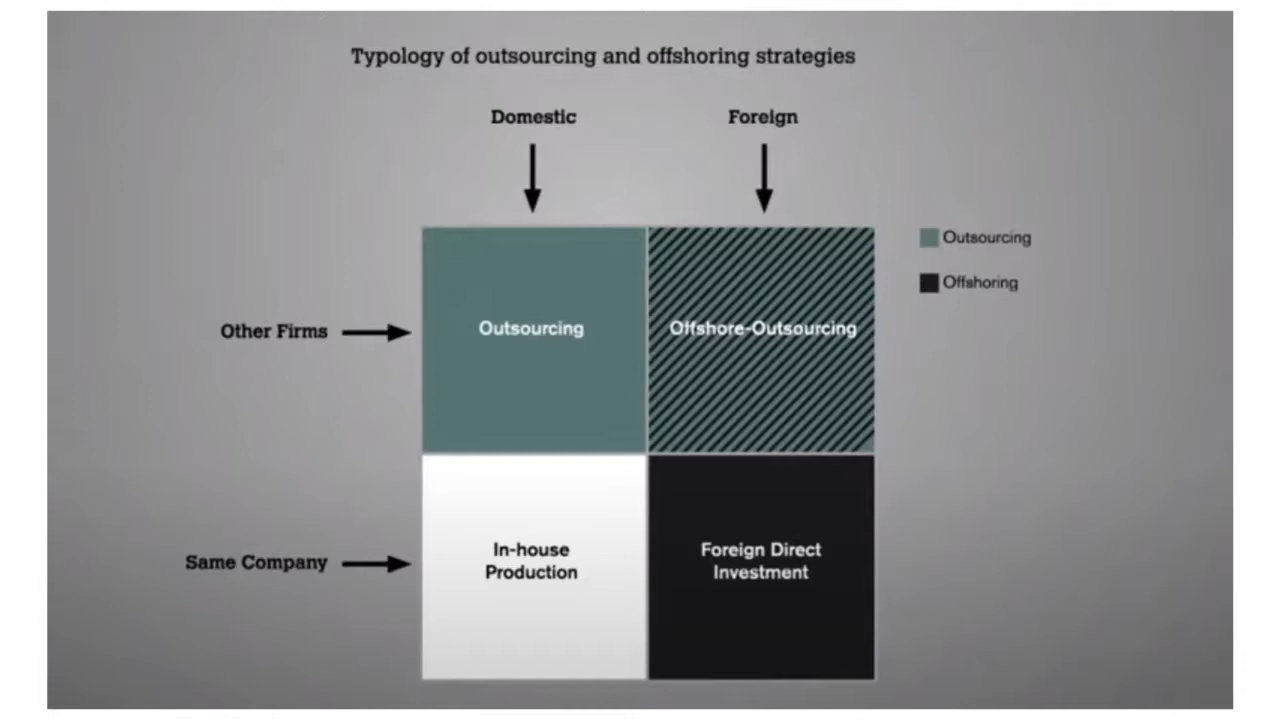 Typology of outsourcing and offshoring strategies
Domestic
Foreign
Outsourcing
Offshoring
Other Firms
Outsourcing
Offshore-Outsourcing
Same Company
In-house
Production
Foreign Direct
Investment